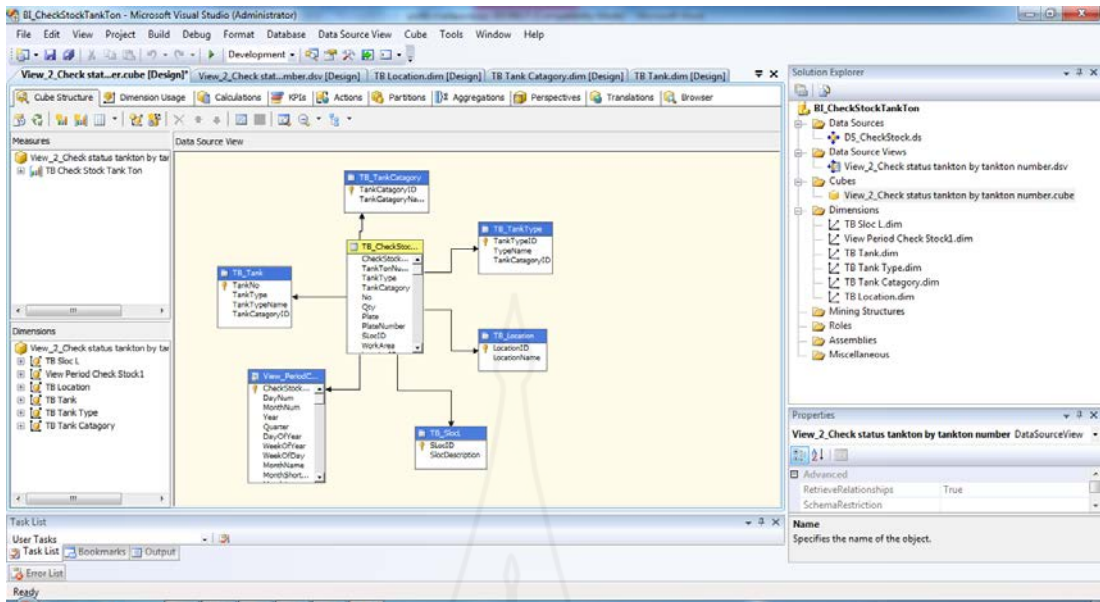 BI_CheckStockTankTon - Microsoft Visual Studio (Administrator)
File Edit View Project Build Debug Format Database Data Source View Cube Tools Window Help
Development
View_2_Check stat...er.cube [Design]* View_2_Check stat...mber.dsv [Design] TB Location.dim [Design] TB Tank Catagory.dim [Design] TB Tank.dim [Design]
Cube Structure Dimension Usage Calculations KPIs Actions Partitions Aggregations Perspectives Translations Browser
Measures
View_2_Check status tankton by tar
TB Check Stock Tank Ton
Dimensions
View_2_Check status tankton by tar
TB Sloc L
View Period Check Stock1
TB Location
TB Tank
TB Tank Type
TB Tank Catagory
Data Source View
TB_TankCatagory
TankCatagoryID
TankCatagoryNa...
TB_TankType
TankTypeID
TypeName
TankCatagoryID
TB_CheckStoc...
CheckStock...
TankTonNu...
TankType
TankCatagory
No
Qty
Plate
PlateNumber
SLocID
WorkArea
TB_Tank
TankNo
TankType
TankTypeName
TankCatagoryID
TB_Location
LocationID
LocationName
View_PeriodC...
CheckStock...
DayNum
MonthNum
Year
Quarter
DayOfYear
WeekOfYear
WeekOfDay
MonthName
MonthShort...
TB_SlocL
SLocID
SlocDescription
Solution Explorer
BI_CheckStockTankTon
Data Sources
DS_CheckStock.ds
Data Source Views
View_2_Check status tankton by tankton number.dsv
Cubes
View_2_Check status tankton by tankton number.cube
Dimensions
TB Sloc L.dim
View Period Check Stock1.dim
TB Tank.dim
TB Tank Type.dim
TB Tank Catagory.dim
TB Location.dim
Mining Structures
Roles
Assemblies
Miscellaneous
Properties
View_2_Check status tankton by tankton number DataSourceView
Advanced
RetrieveRelationships True
SchemaRestriction
Name
Specifies the name of the object.
Task List
User Tasks
Task List Bookmarks Output
Error List
Ready